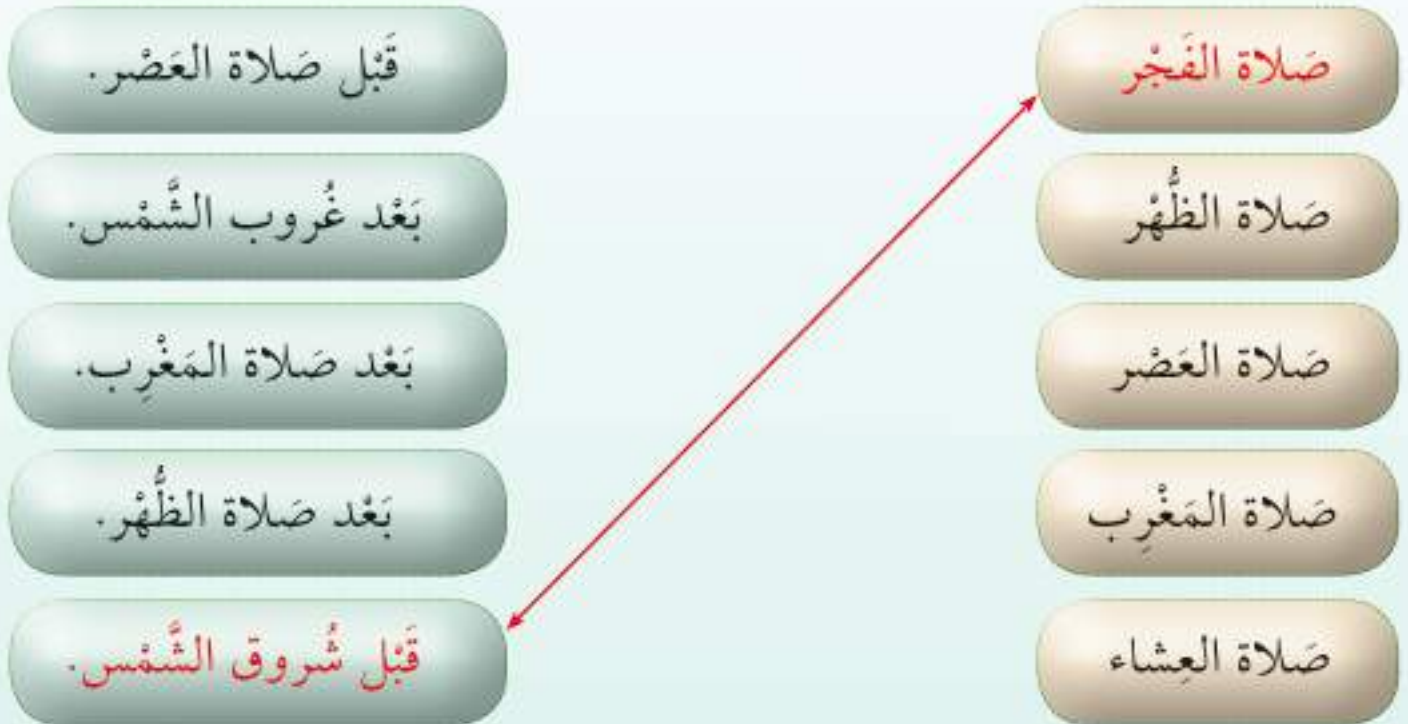 صَلاة الفَجْر
قَبْل صَلاة العَصْر.
صَلاة الظُّهْر
بَعْد غُروب الشَّمْس.
صَلاة العَصْر
بَعْد صَلاة المَغْرِب.
صَلاة المَغْرِب
بَعْد صَلاة الظُّهْر.
صَلاة العِشاء
قَبْل شُروق الشَّمْس.